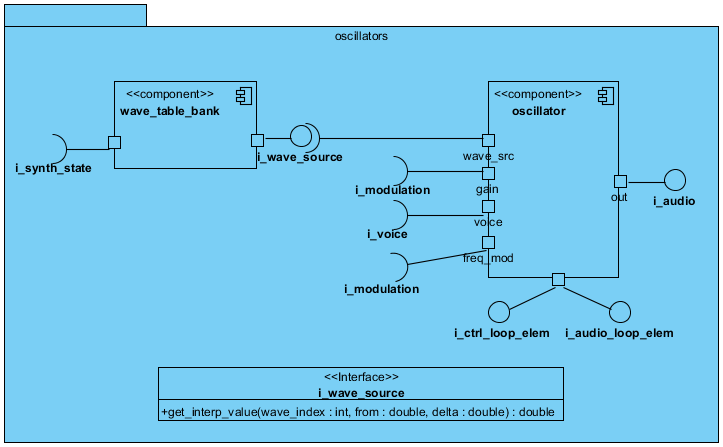 oscillators
<<component>>
wave_table_bank
<<component>>
oscillator
i_synth_state
i_wave_source
wave_src
i_modulation
gain
i_voice
voice
i_modulation
freq_mod
out
i_audio
i_ctrl_loop_elem
i_audio_loop_elem
<<Interface>>
i_wave_source
+get_interp_value(wave_index : int, from : double, delta : double) : double